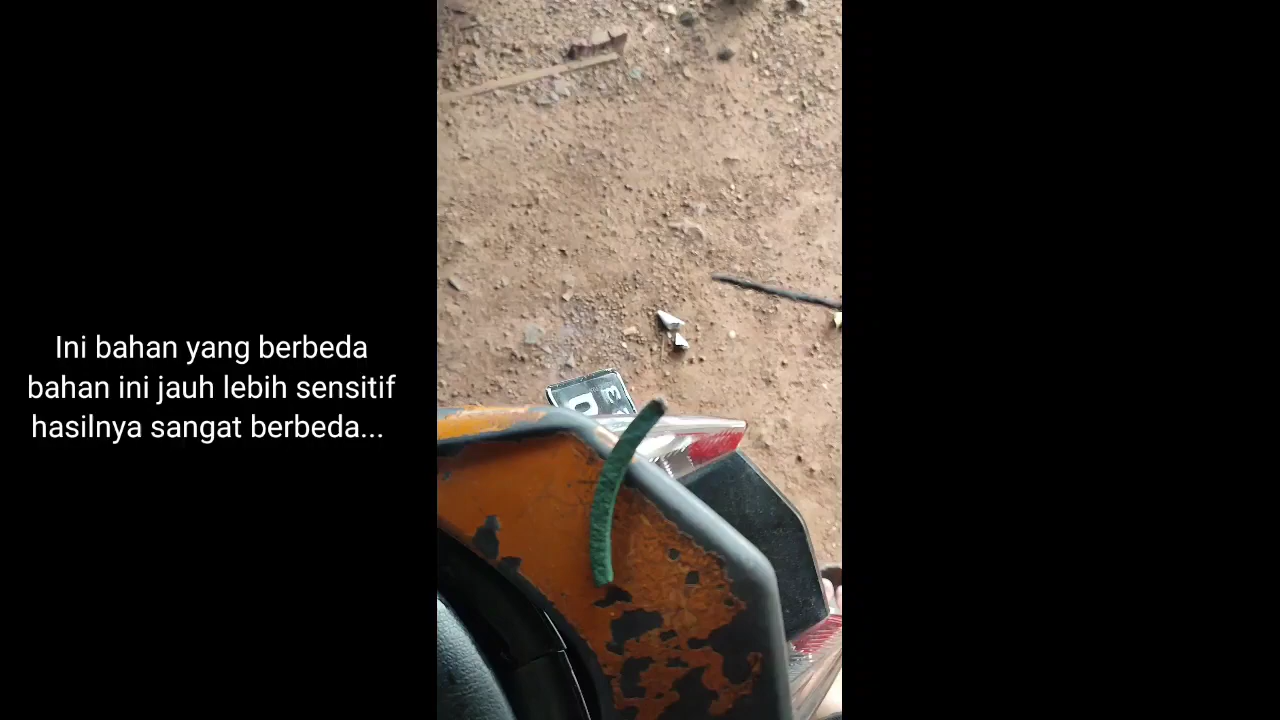 Ini bahan yang berbeda
bahan ini jauh lebih sensitif
hasilnya sangat berbeda...